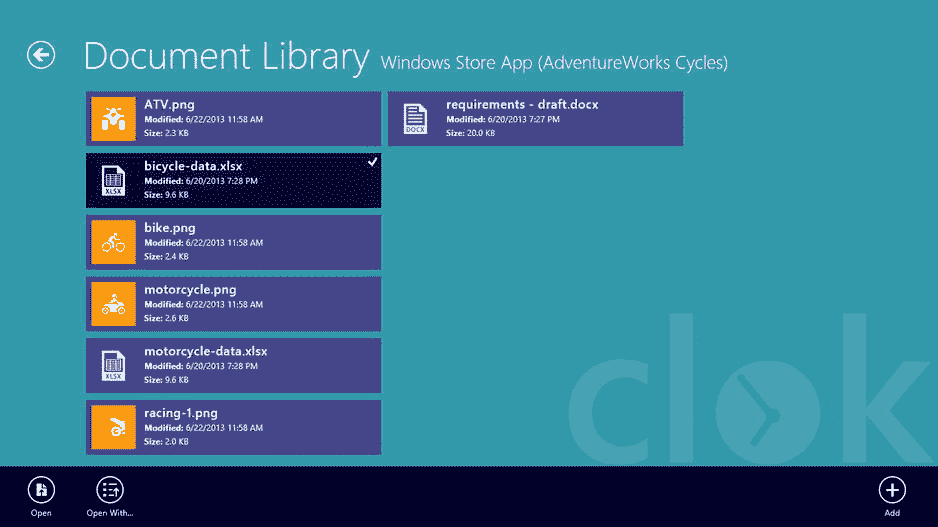 Document Library Windows Store App (AdventureWorks Cycles)
ATV.png
Modified: 6/22/2013 11:58 AM
Size: 2.3 KB
XLSX
bicycle-data.xlsx
Modified: 6/20/2013 7:28 PM
Size: 9.6 KB
bike.png
Modified: 6/22/2013 11:58 AM
Size: 2.4 KB
motorcycle.png
Modified: 6/22/2013 11:58 AM
Size: 2.6 KB
XLSX
motorcycle-data.xlsx
Modified: 6/20/2013 7:28 PM
Size: 9.6 KB
racing-1.png
Modified: 6/22/2013 11:58 AM
Size: 2.0 KB
DOCX
requirements - draft.docx
Modified: 6/20/2013 7:27 PM
Size: 20.0 KB
clok
Open
Open With...
Add